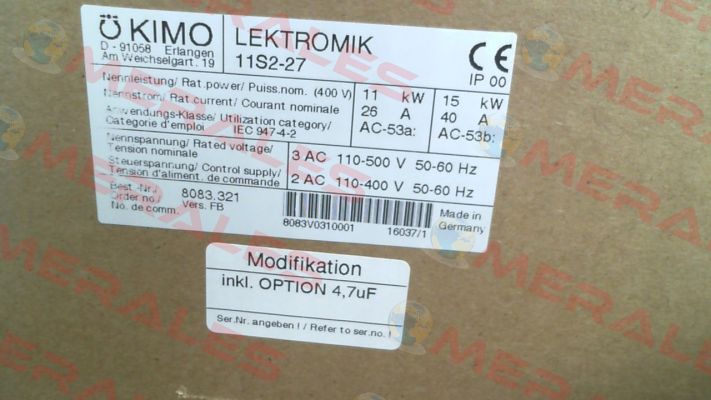 KIMO
D - 91058 Erlangen
Am Weichselgart. 19
LEKTROMIK
11S2-27
CE
IP 00
Nennleistung/ Rat.power/ Puiss.nom. (400 V)
11 kW
15 kW
Nennstrom/ Rat.current/ Courant nominale
26 A
40 A
Anwendungs-Klasse/ Utilization category/
Categorie d'emploi IEC 947-4-2
AC-53a:
AC-53b:
Nennspannung/ Rated voltage/
Tension nominale
3 AC 110-500 V 50-60 Hz
Steuerspannung/ Control supply/
Tension d'aliment. de commande
2 AC 110-400 V 50-60 Hz
Best.-Nr./
Order no/
No. de comm.
8083.321
Vers. FB
8083V0310001
16037/1
Made in
Germany
Modifikation
inkl. OPTION 4,7uF
Ser.Nr. angeben ! / Refer to ser.no. !
MERALES
MERALES
MERALES
MERALES